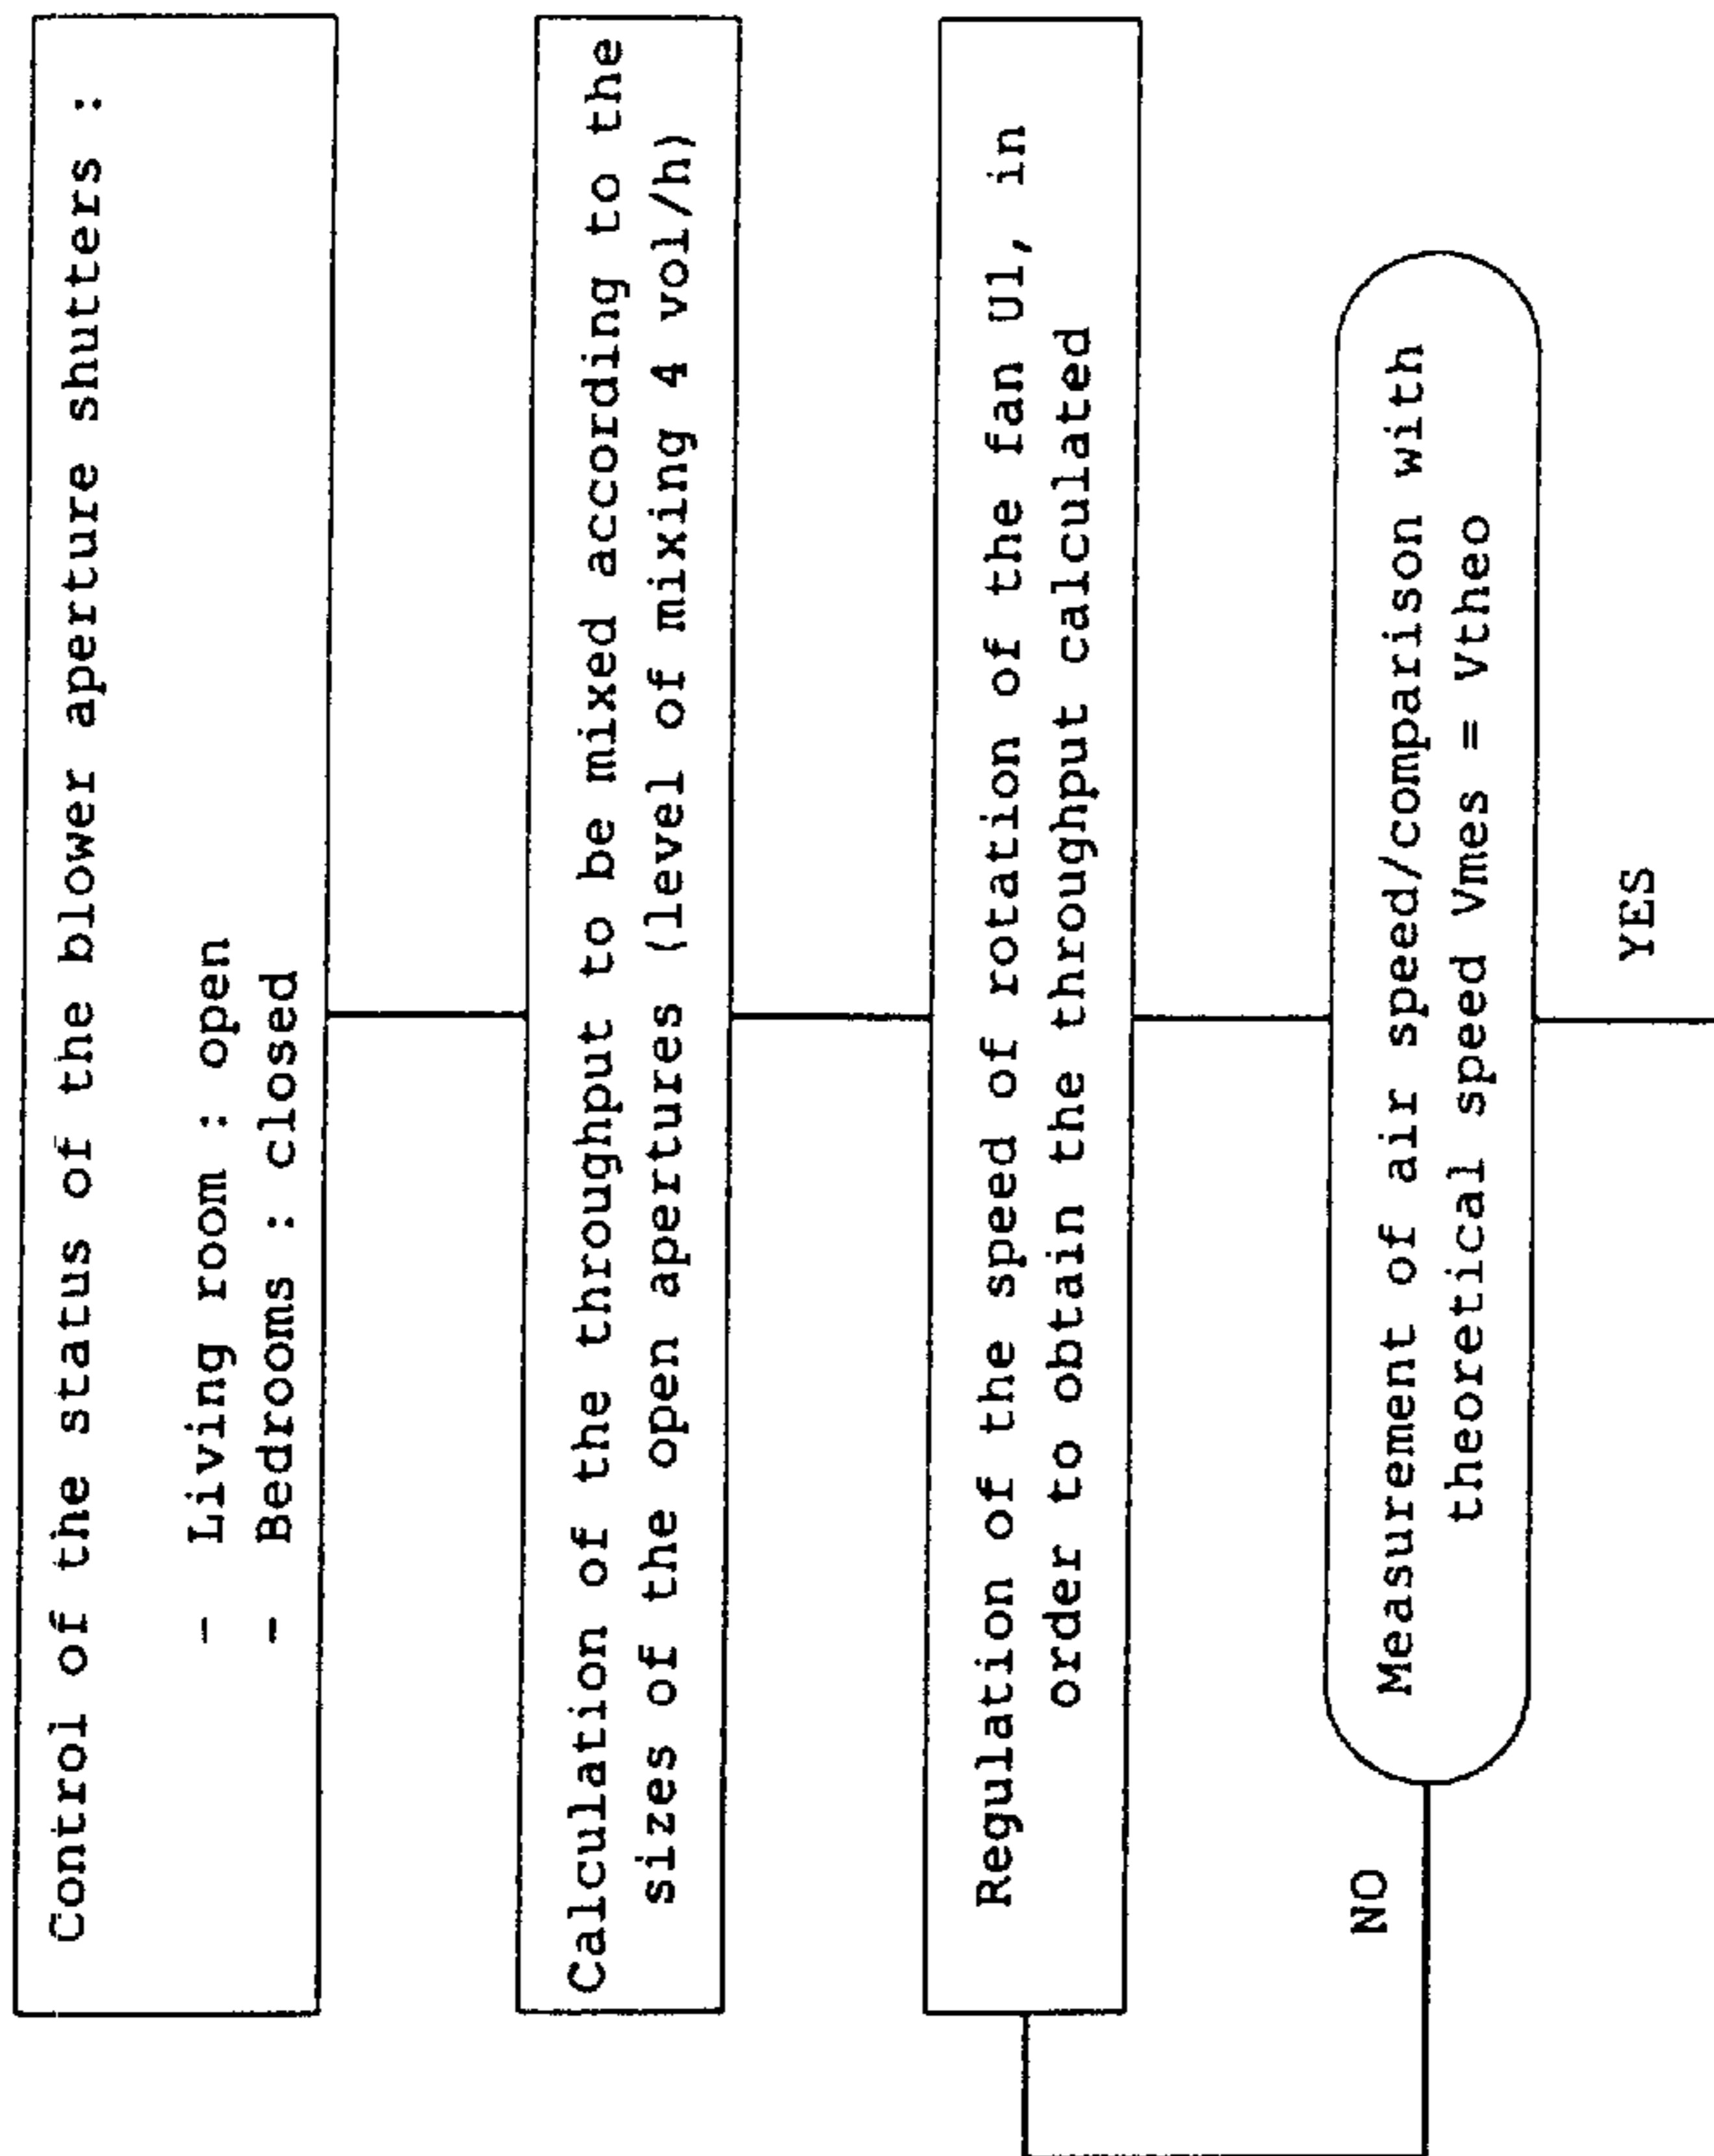 Control of the status of the blower aperture shutters :
- Living room : open
- Bedrooms : closed
Calculation of the throughput to be mixed according to the
sizes of the open apertures (level of mixing 4 vol/h)
Regulation of the speed of rotation of the fan U1, in
order to obtain the throughput calculated
Measurement of air speed/comparison with
theoretical speed Vmes = Vtheo
NO
YES